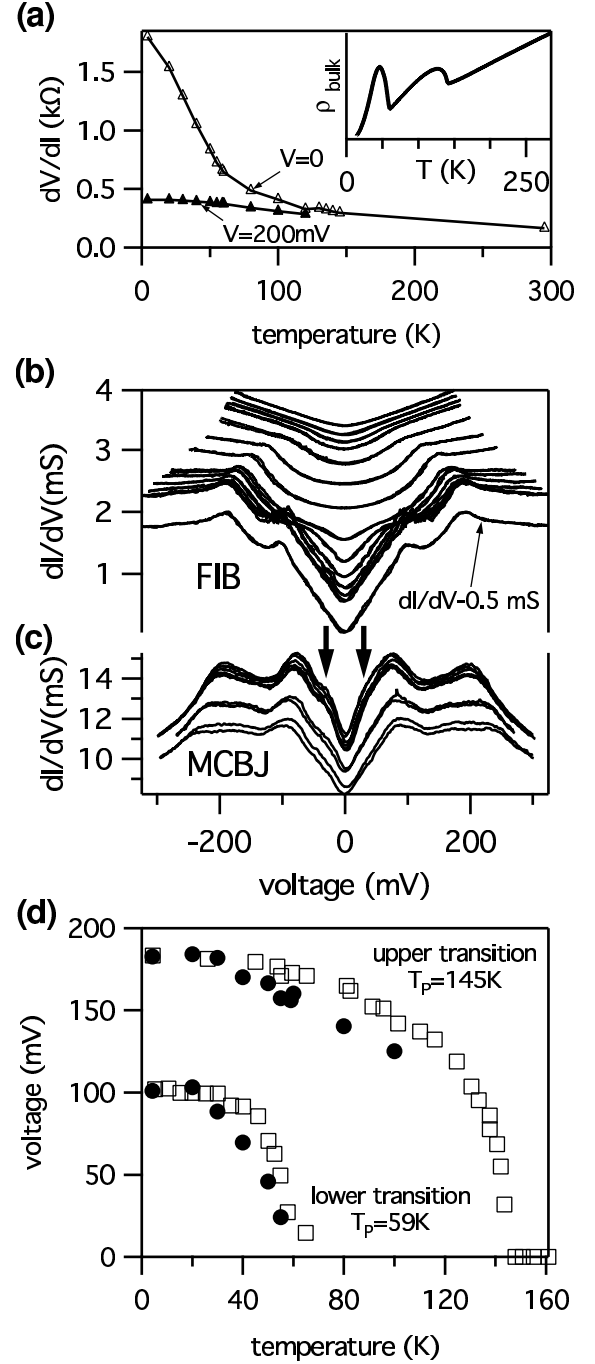 (a)
dV/dI (kΩ)
1.5
1.0
0.5
0.0
V=0
V=200mV
ρ bulk
T (K)
0
250
0
100
200
300
temperature (K)
(b)
dI/dV(mS)
4
3
2
1
FIB
dI/dV-0.5 mS
(c)
dI/dV(mS)
14
12
10
MCBJ
-200
0
200
voltage (mV)
(d)
voltage (mV)
200
150
100
50
0
upper transition
T_P=145K
lower transition
T_P=59K
0
40
80
120
160
temperature (K)